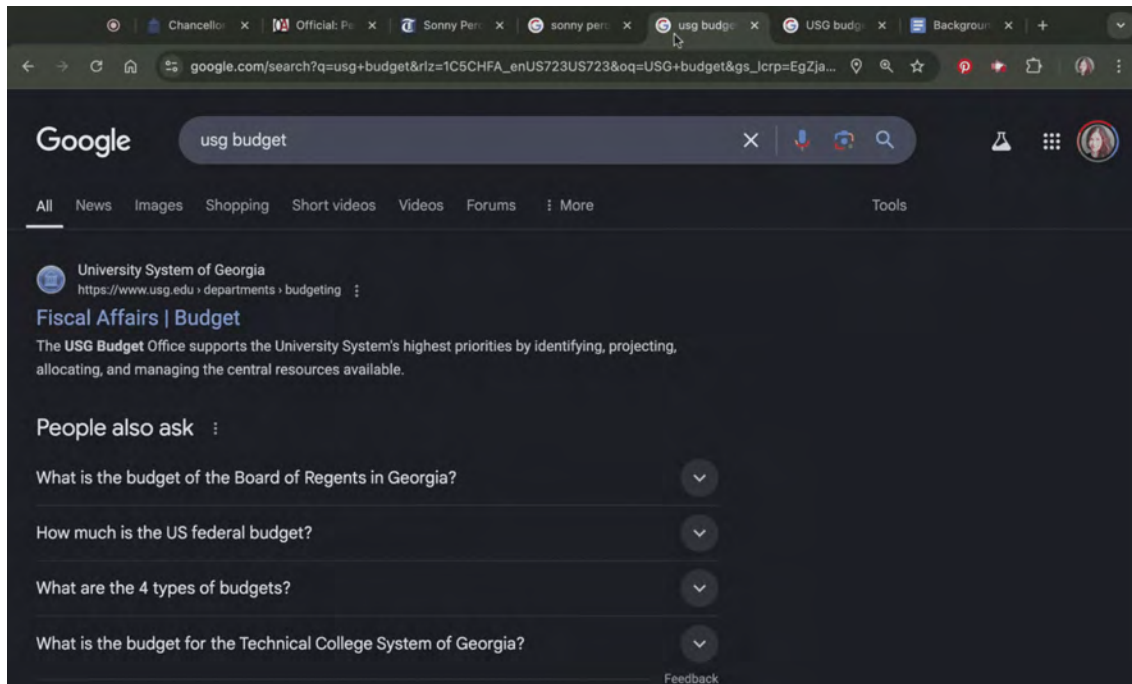 Chancello
Official: Pe
Sonny Perd
sonny perd
usg budge
USG budg
Backgroun
google.com/search?q=usg+budget&rlz=1C5CHFA_enUS723US723&oq=USG+budget&gs_lcrp=EgZja...
Google
usg budget
All News Images Shopping Short videos Videos Forums More Tools
University System of Georgia
https://www.usg.edu › departments › budgeting
Fiscal Affairs | Budget
The USG Budget Office supports the University System's highest priorities by identifying, projecting,
allocating, and managing the central resources available.
People also ask
What is the budget of the Board of Regents in Georgia?
How much is the US federal budget?
What are the 4 types of budgets?
What is the budget for the Technical College System of Georgia?
Feedback